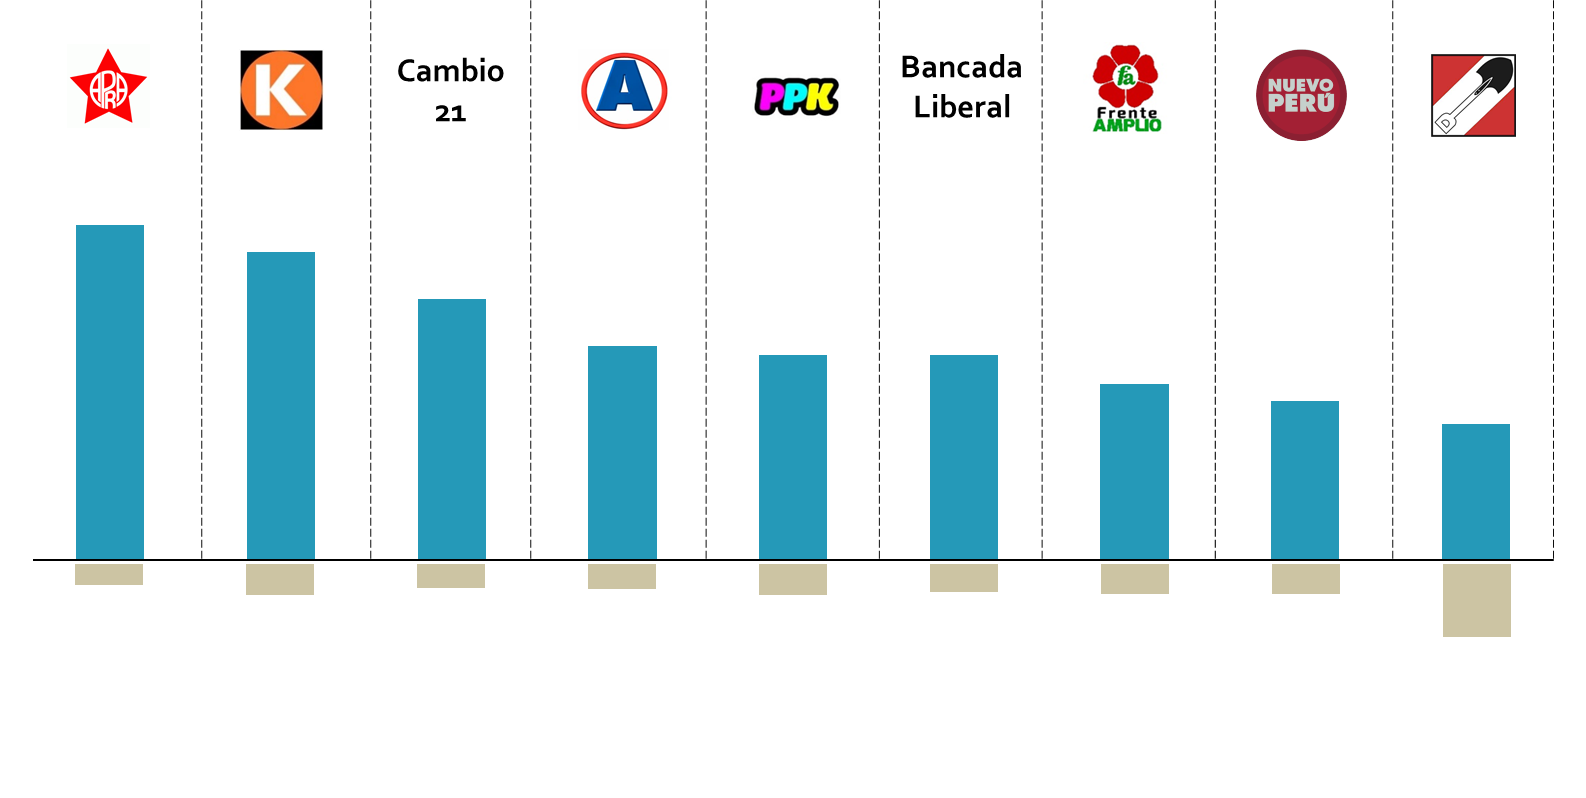 APRA
K
Cambio
21
A
PPK
Bancada
Liberal
fa
Frente
AMPLIO
NUEVO
PERÚ